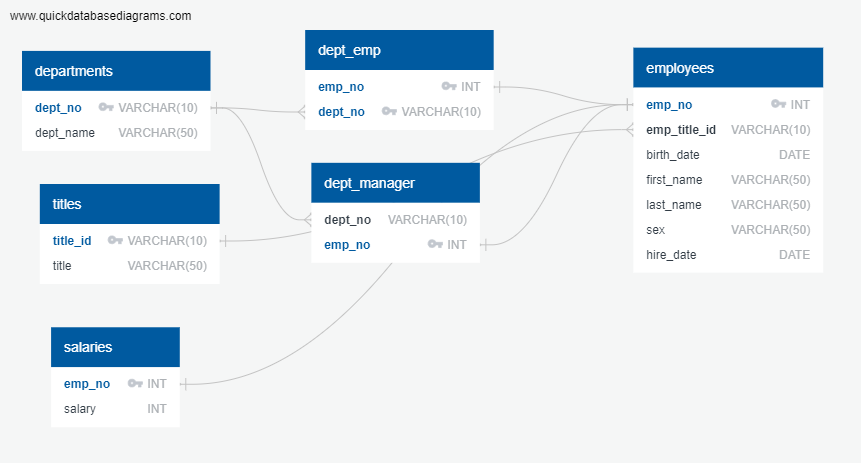 www.quickdatabasediagrams.com
departments
dept_no VARCHAR(10)
dept_name VARCHAR(50)
titles
title_id VARCHAR(10)
title VARCHAR(50)
salaries
emp_no INT
salary INT
dept_emp
emp_no INT
dept_no VARCHAR(10)
dept_manager
dept_no VARCHAR(10)
emp_no INT
employees
emp_no INT
emp_title_id VARCHAR(10)
birth_date DATE
first_name VARCHAR(50)
last_name VARCHAR(50)
sex VARCHAR(50)
hire_date DATE